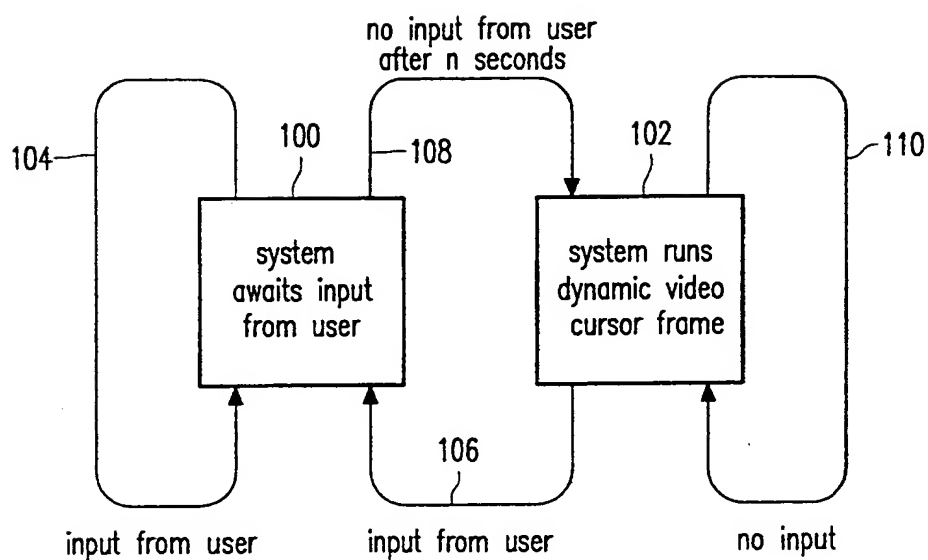 no input from user
after n seconds
104
100
108
102
110
system
awaits input
from user
system runs
dynamic video
cursor frame
106
input from user
input from user
no input